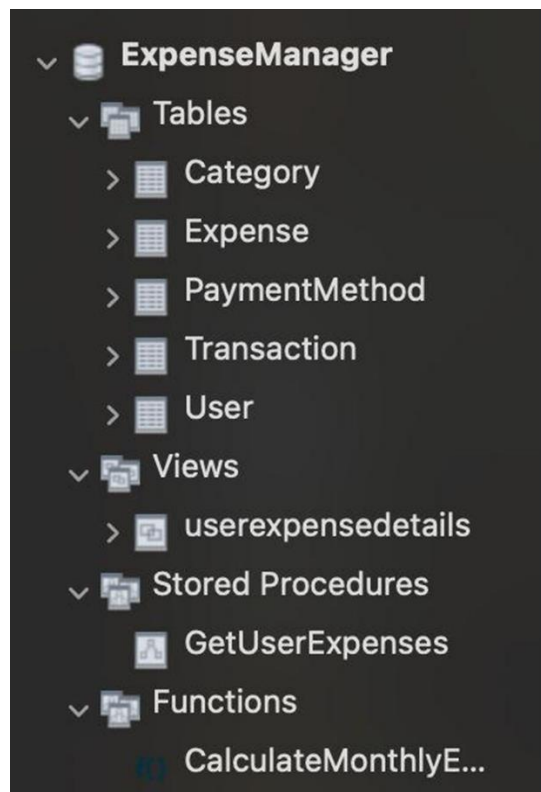 ExpenseManager
Tables
Category
Expense
PaymentMethod
Transaction
User
Views
userexpensedetails
Stored Procedures
GetUserExpenses
Functions
CalculateMonthlyE...